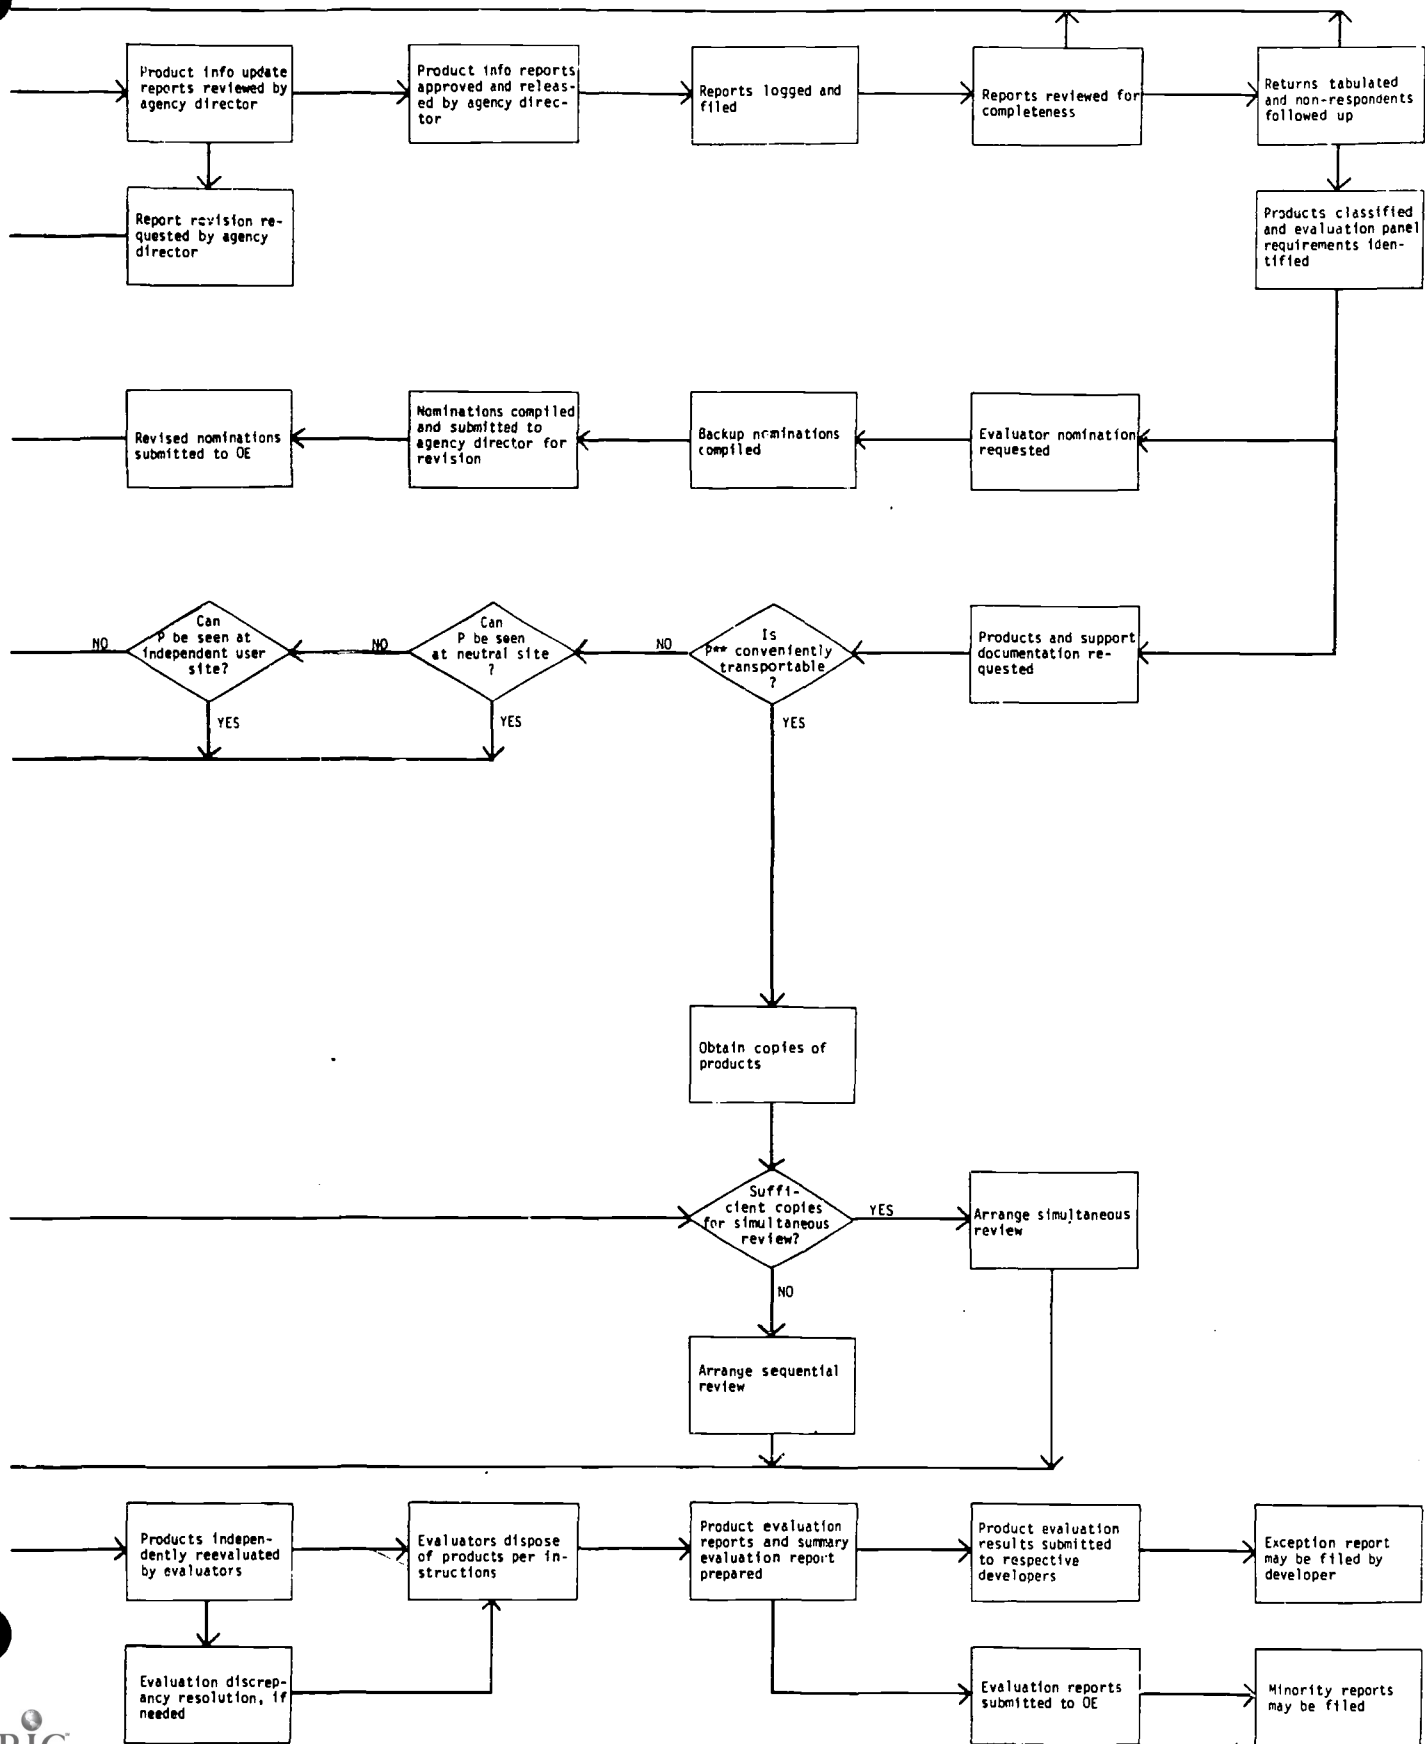 Product info update
reports reviewed by
agency director
Product info reports
approved and releas-
ed by agency direc-
tor
Reports logged and
filed
Reports reviewed for
completeness
Returns tabulated
and non-respondents
followed up
Report revision re-
quested by agency
director
Products classified
and evaluation panel
requirements iden-
tified
Revised nominations
submitted to OE
Nominations compiled
and submitted to
agency director for
revision
Backup nominations
compiled
Evaluator nomination
requested
NO
Can
P be seen at
independent user
site?
YES
NO
Can
P be seen
at neutral site
?
YES
NO
Is
P** conveniently
transportable
?
YES
Products and support
documentation re-
quested
Obtain copies of
products
Suffi-
cient copies
for simultaneous
review?
YES
Arrange simultaneous
review
NO
Arrange sequential
review
Products indepen-
dently reevaluated
by evaluators
Evaluators dispose
of products per in-
structions
Product evaluation
reports and summary
evaluation report
prepared
Product evaluation
results submitted
to respective
developers
Exception report
may be filed by
developer
Evaluation discrep-
ancy resolution, if
needed
Evaluation reports
submitted to OE
Minority reports
may be filed